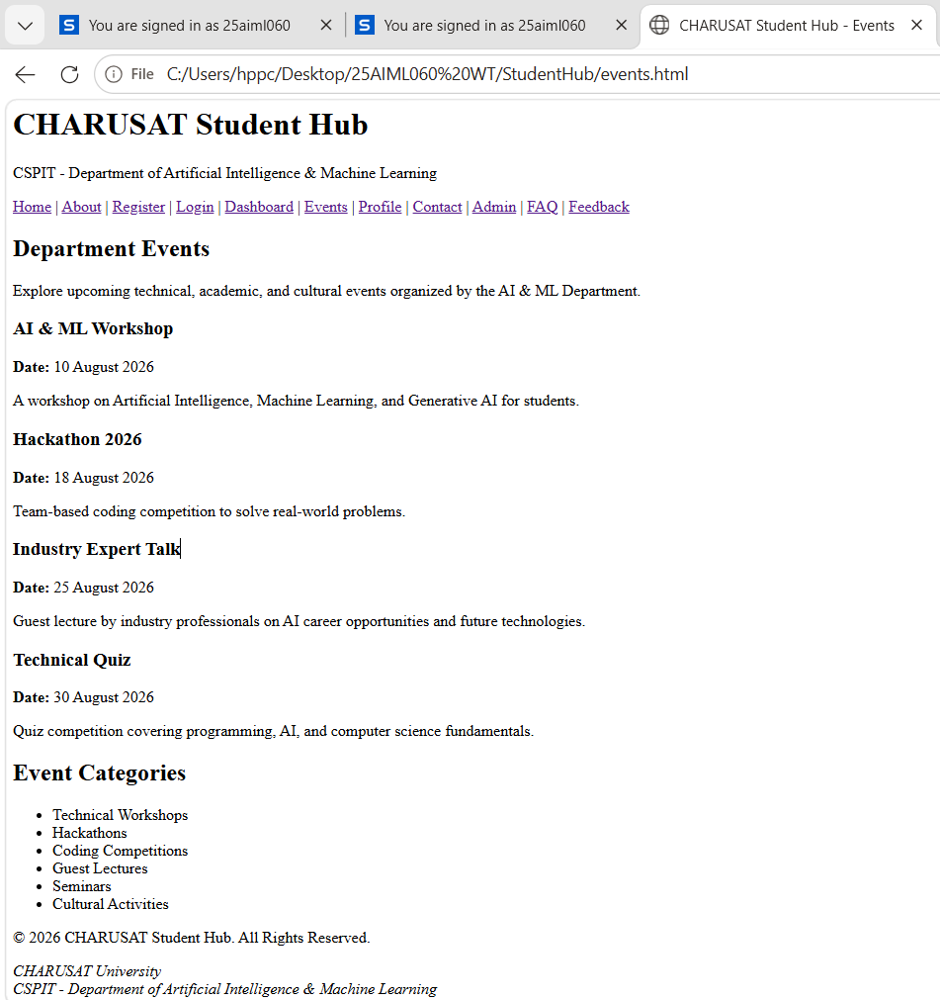 You are signed in as 25aiml060
You are signed in as 25aiml060
CHARUSAT Student Hub - Events
File C:/Users/hppc/Desktop/25AIML060%20WT/StudentHub/events.html
CHARUSAT Student Hub
CSPIT - Department of Artificial Intelligence & Machine Learning
Home | About | Register | Login | Dashboard | Events | Profile | Contact | Admin | FAQ | Feedback
Department Events
Explore upcoming technical, academic, and cultural events organized by the AI & ML Department.
AI & ML Workshop
Date: 10 August 2026
A workshop on Artificial Intelligence, Machine Learning, and Generative AI for students.
Hackathon 2026
Date: 18 August 2026
Team-based coding competition to solve real-world problems.
Industry Expert Talk
Date: 25 August 2026
Guest lecture by industry professionals on AI career opportunities and future technologies.
Technical Quiz
Date: 30 August 2026
Quiz competition covering programming, AI, and computer science fundamentals.
Event Categories
Technical Workshops
Hackathons
Coding Competitions
Guest Lectures
Seminars
Cultural Activities
© 2026 CHARUSAT Student Hub. All Rights Reserved.
CHARUSAT University
CSPIT - Department of Artificial Intelligence & Machine Learning